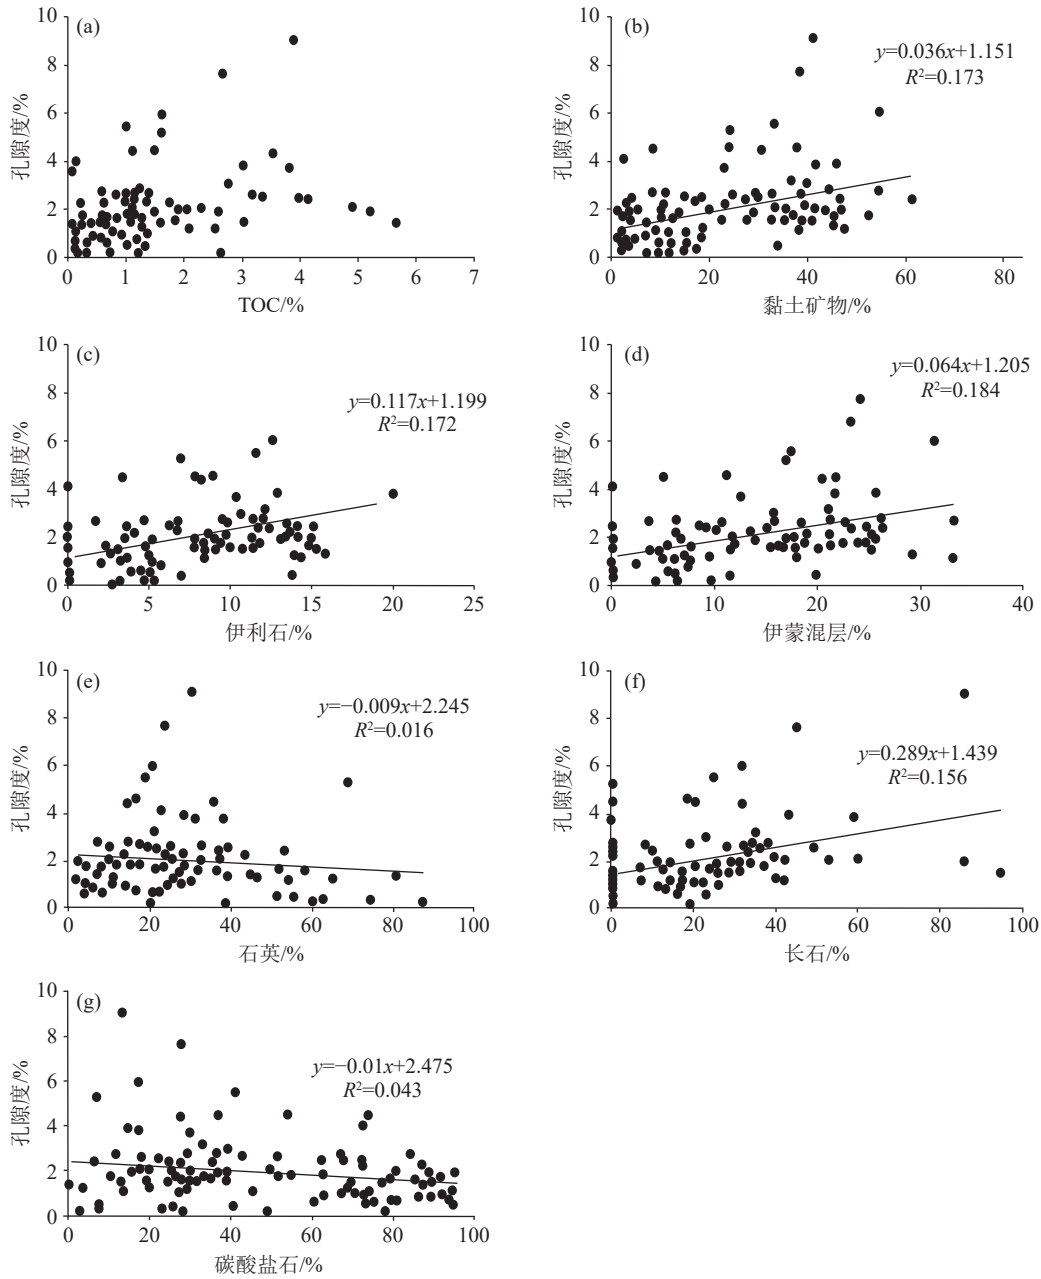 (a)
10
8
6
4
2
0
孔隙度/%
0 1 2 3 4 5 6 7
TOC/%
(b)
y=0.036x+1.151
R²=0.173
10
8
6
4
2
0
孔隙度/%
0 20 40 60 80
黏土矿物/%
(c)
y=0.117x+1.199
R²=0.172
10
8
6
4
2
0
孔隙度/%
0 5 10 15 20 25
伊利石/%
(d)
y=0.064x+1.205
R²=0.184
10
8
6
4
2
0
孔隙度/%
0 10 20 30 40
伊蒙混层/%
(e)
y=−0.009x+2.245
R²=0.016
10
8
6
4
2
0
孔隙度/%
0 20 40 60 80 100
石英/%
(f)
y=0.289x+1.439
R²=0.156
10
8
6
4
2
0
孔隙度/%
0 20 40 60 80 100
长石/%
(g)
y=−0.01x+2.475
R²=0.043
10
8
6
4
2
0
孔隙度/%
0 20 40 60 80 100
碳酸盐石/%